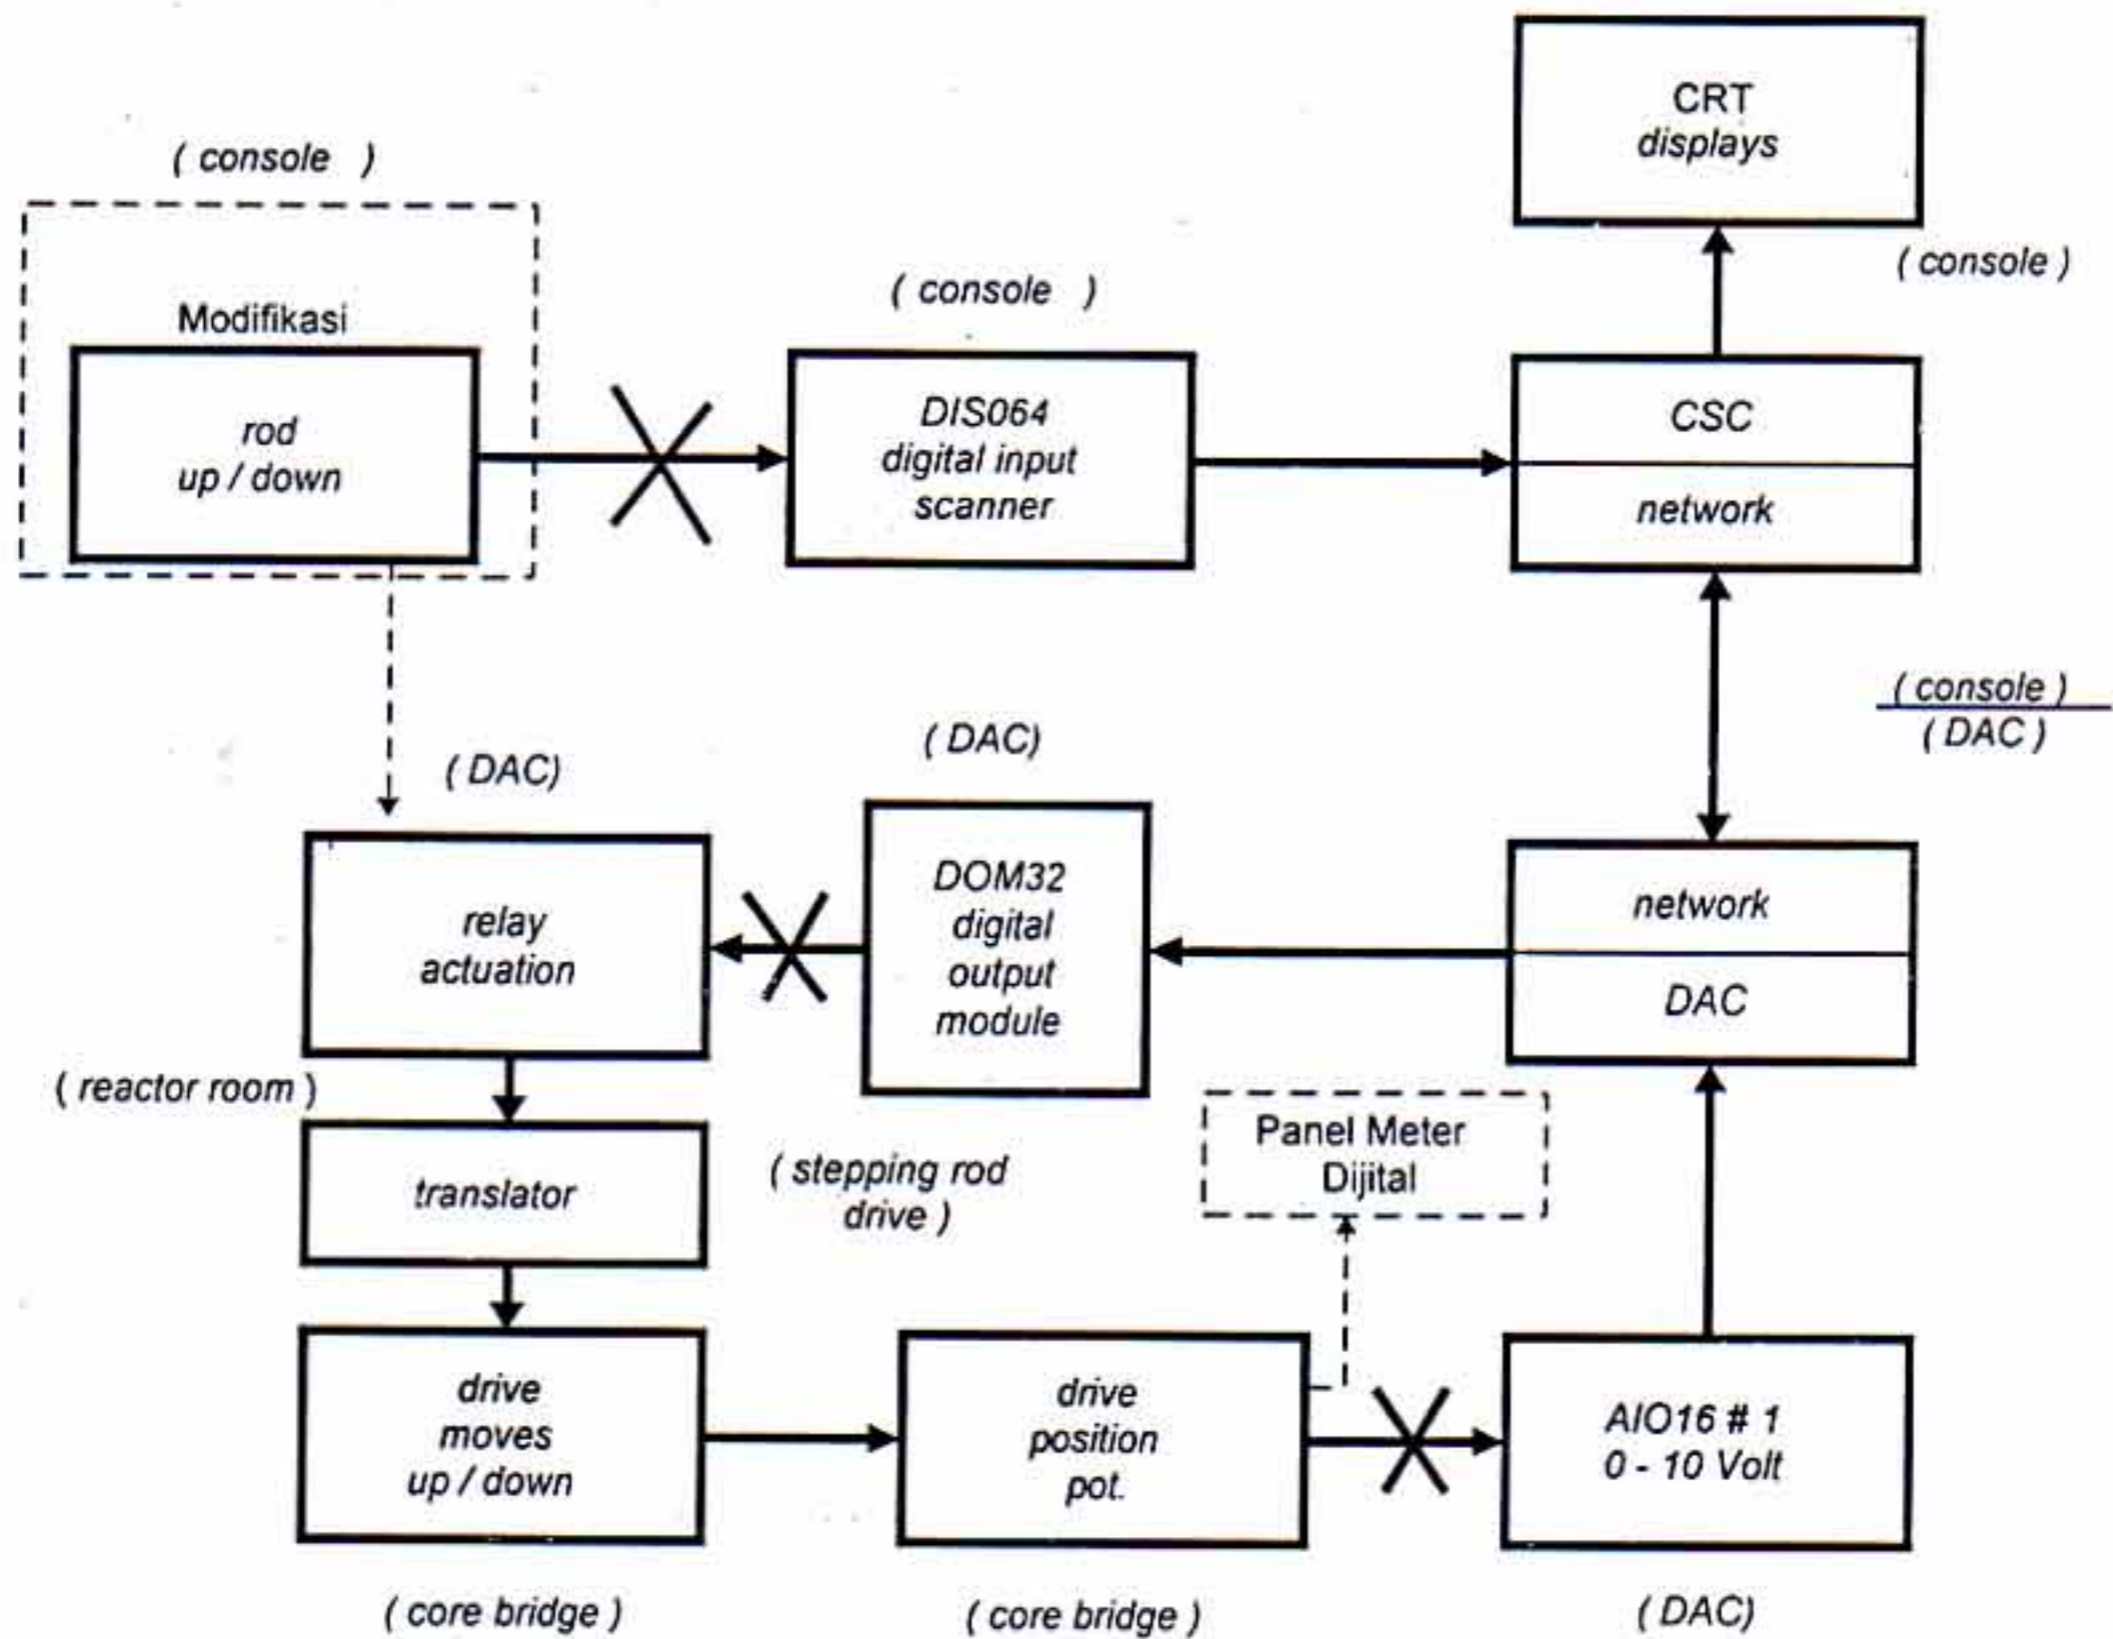 CRT
displays
( console )
( console )
Modifikasi
rod
up / down
( console )
DIS064
digital input
scanner
CSC
network
( console )
( DAC )
( DAC)
( DAC)
relay
actuation
DOM32
digital
output
module
network
DAC
( reactor room )
translator
( stepping rod
drive )
Panel Meter
Dijital
drive
moves
up / down
drive
position
pot.
AIO16 # 1
0 - 10 Volt
( core bridge )
( core bridge )
( DAC)